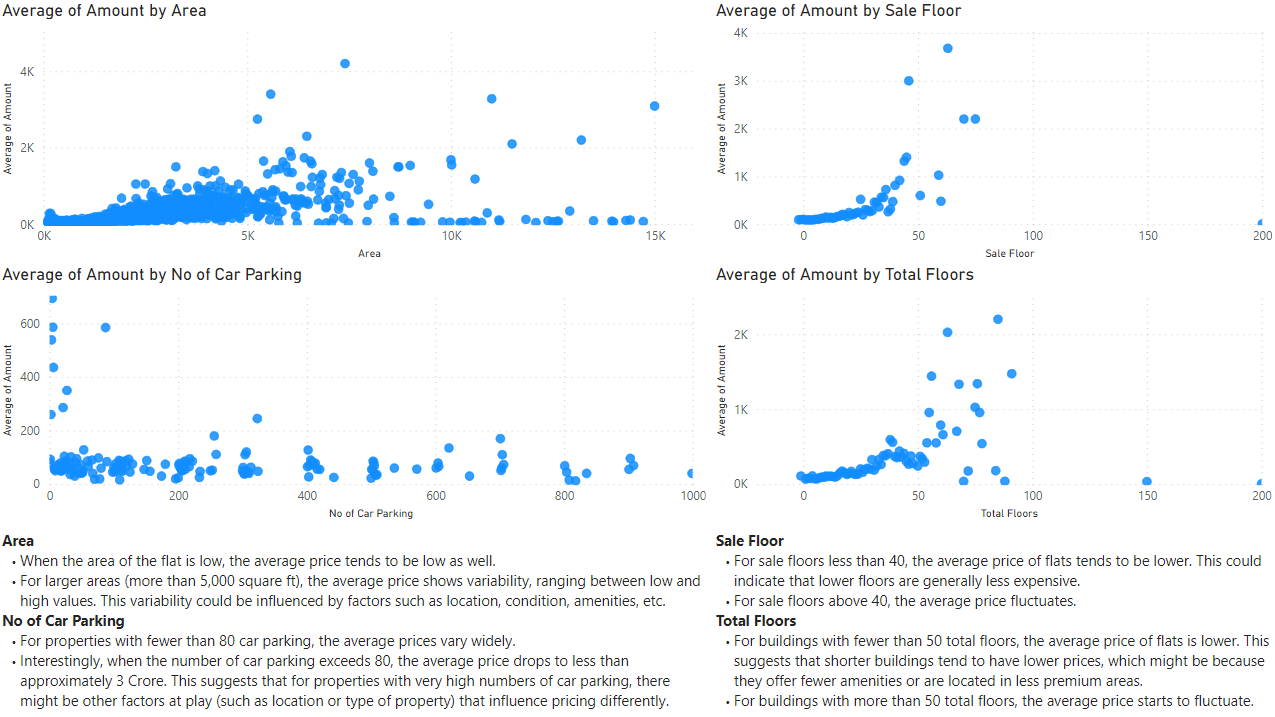 Average of Amount by Area
Average of Amount
4K
2K
0K
0K 5K 10K 15K
Area
Average of Amount by Sale Floor
Average of Amount
4K
3K
2K
1K
0K
0 50 100 150 200
Sale Floor
Average of Amount by No of Car Parking
Average of Amount
600
400
200
0
0 200 400 600 800 1000
No of Car Parking
Average of Amount by Total Floors
Average of Amount
2K
1K
0K
0 50 100 150 200
Total Floors
Area
• When the area of the flat is low, the average price tends to be low as well.
• For larger areas (more than 5,000 square ft), the average price shows variability, ranging between low and
high values. This variability could be influenced by factors such as location, condition, amenities, etc.
No of Car Parking
• For properties with fewer than 80 car parking, the average prices vary widely.
• Interestingly, when the number of car parking exceeds 80, the average price drops to less than
approximately 3 Crore. This suggests that for properties with very high numbers of car parking, there
might be other factors at play (such as location or type of property) that influence pricing differently.
Sale Floor
• For sale floors less than 40, the average price of flats tends to be lower. This could
indicate that lower floors are generally less expensive.
• For sale floors above 40, the average price fluctuates.
Total Floors
• For buildings with fewer than 50 total floors, the average price of flats is lower. This
suggests that shorter buildings tend to have lower prices, which might be because
they offer fewer amenities or are located in less premium areas.
• For buildings with more than 50 total floors, the average price starts to fluctuate.